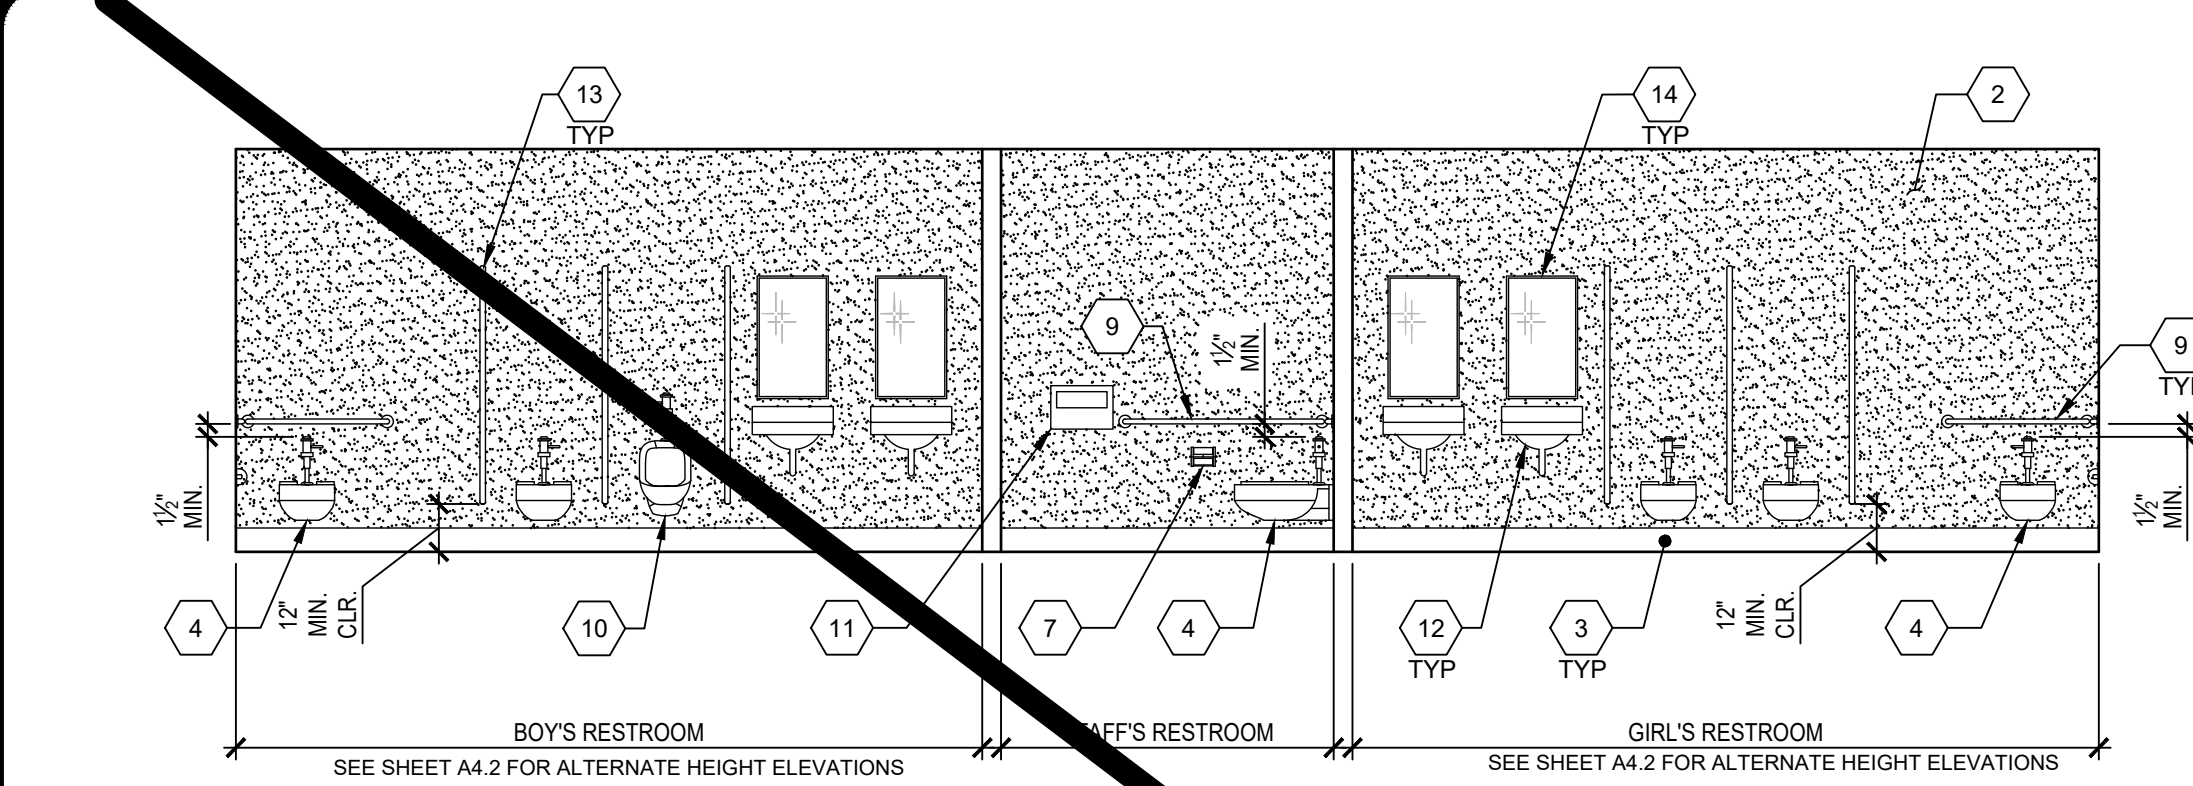 13
TYP
14
TYP
2
9
1½"
MIN.
9
1½"
MIN.
1½"
MIN.
4
12"
MIN.
CLR.
10
11
7
4
12
TYP
3
TYP
12"
MIN.
CLR.
4
BOY'S RESTROOM
RESTROOM
GIRL'S RESTROOM
SEE SHEET A4.2 FOR ALTERNATE HEIGHT ELEVATIONS
SEE SHEET A4.2 FOR ALTERNATE HEIGHT ELEVATIONS